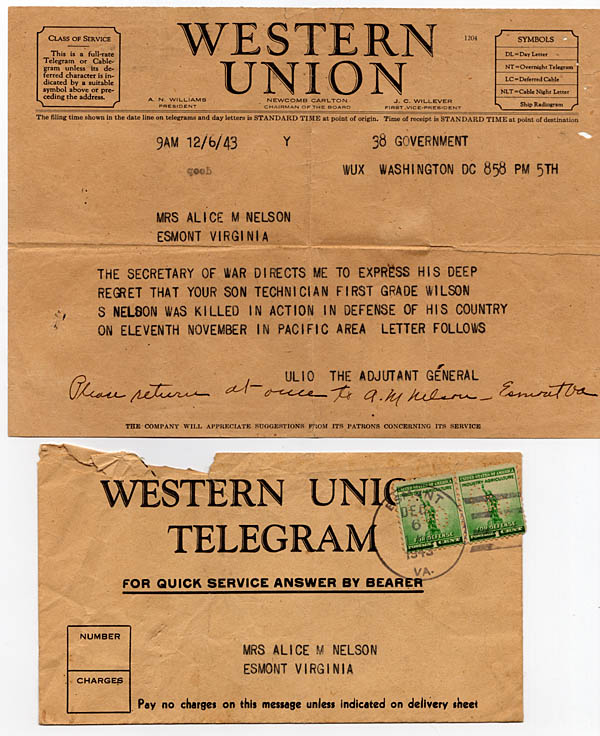 CLASS OF SERVICE
This is a full-rate
Telegram or Cable-
gram unless its de-
ferred character is in-
dicated by a suitable
symbol above or pre-
ceding the address.
WESTERN
UNION
1204
SYMBOLS
DL = Day Letter
NT = Overnight Telegram
LC = Deferred Cable
NLT = Cable Night Letter
Ship Radiogram
A. N. WILLIAMS
PRESIDENT
NEWCOMB CARLTON
CHAIRMAN OF THE BOARD
J. C. WILLEVER
FIRST VICE-PRESIDENT
The filing time shown in the date line on telegrams and day letters is STANDARD TIME at point of origin. Time of receipt is STANDARD TIME at point of destination
9AM 12/6/43 Y 38 GOVERNMENT
WUX WASHINGTON DC 858 PM 5TH
MRS ALICE M NELSON
ESMONT VIRGINIA
THE SECRETARY OF WAR DIRECTS ME TO EXPRESS HIS DEEP
REGRET THAT YOUR SON TECHNICIAN FIRST GRADE WILSON
S NELSON WAS KILLED IN ACTION IN DEFENSE OF HIS COUNTRY
ON ELEVENTH NOVEMBER IN PACIFIC AREA LETTER FOLLOWS
ULIO THE ADJUTANT GENERAL
Please return at once to A. M Nelson - Esmont Va
THE COMPANY WILL APPRECIATE SUGGESTIONS FROM ITS PATRONS CONCERNING ITS SERVICE
WESTERN UNIO
TELEGRAM
FOR QUICK SERVICE ANSWER BY BEARER
DEC
6
1943
VA.
INDUSTRY AGRICULTURE
FOR DEFENSE
1 CENT
INDUSTRY AGRICULTURE
FOR DEFENSE
1 CENT
NUMBER
CHARGES
MRS ALICE M NELSON
ESMONT VIRGINIA
Pay no charges on this message unless indicated on delivery sheet